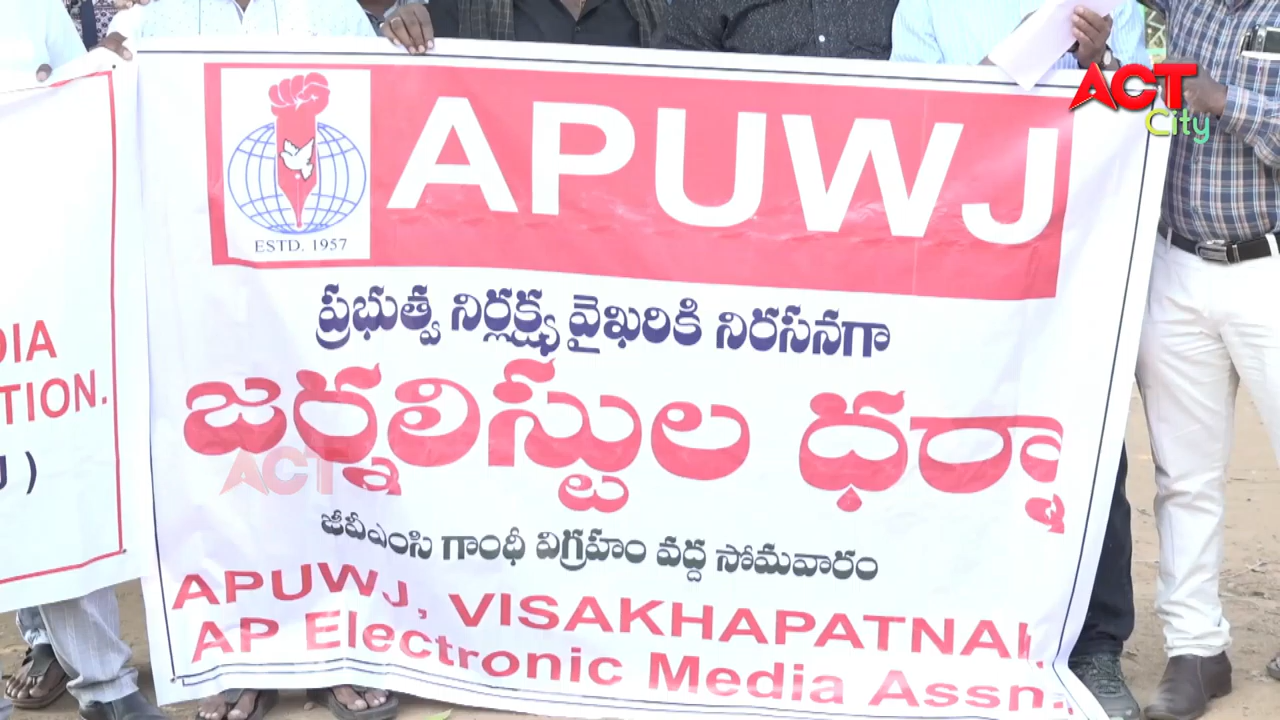 ACT
City
APUWJ
ESTD. 1957
ప్రభుత్వ నిర్లక్ష్య వైఖరికి నిరసనగా
జర్నలిస్టుల ధర్నా
ACT
జీవీఎంసి గాంధీ విగ్రహం వద్ద సోమవారం
APUWJ, VISAKHAPATNAM.
AP Electronic Media Assn.
DIA
TION.
J )